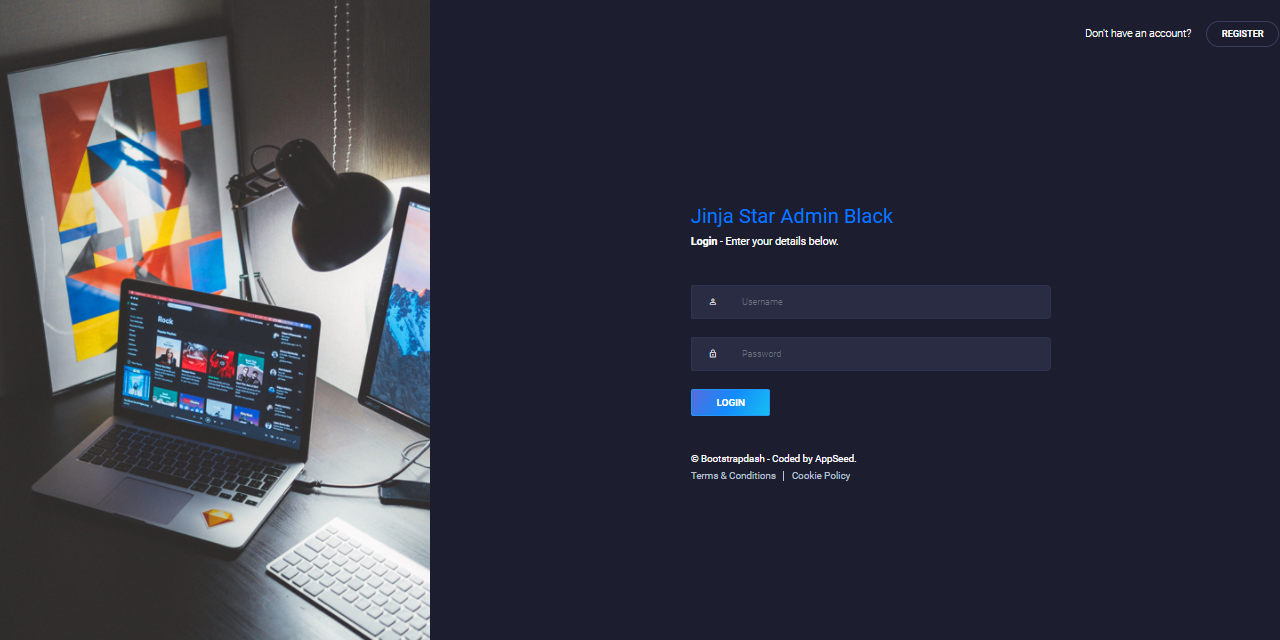 Don't have an account? REGISTER
Jinja Star Admin Black
Login - Enter your details below.
Username
Password
LOGIN
© Bootstrapdash - Coded by AppSeed.
Terms & Conditions | Cookie Policy
Rock